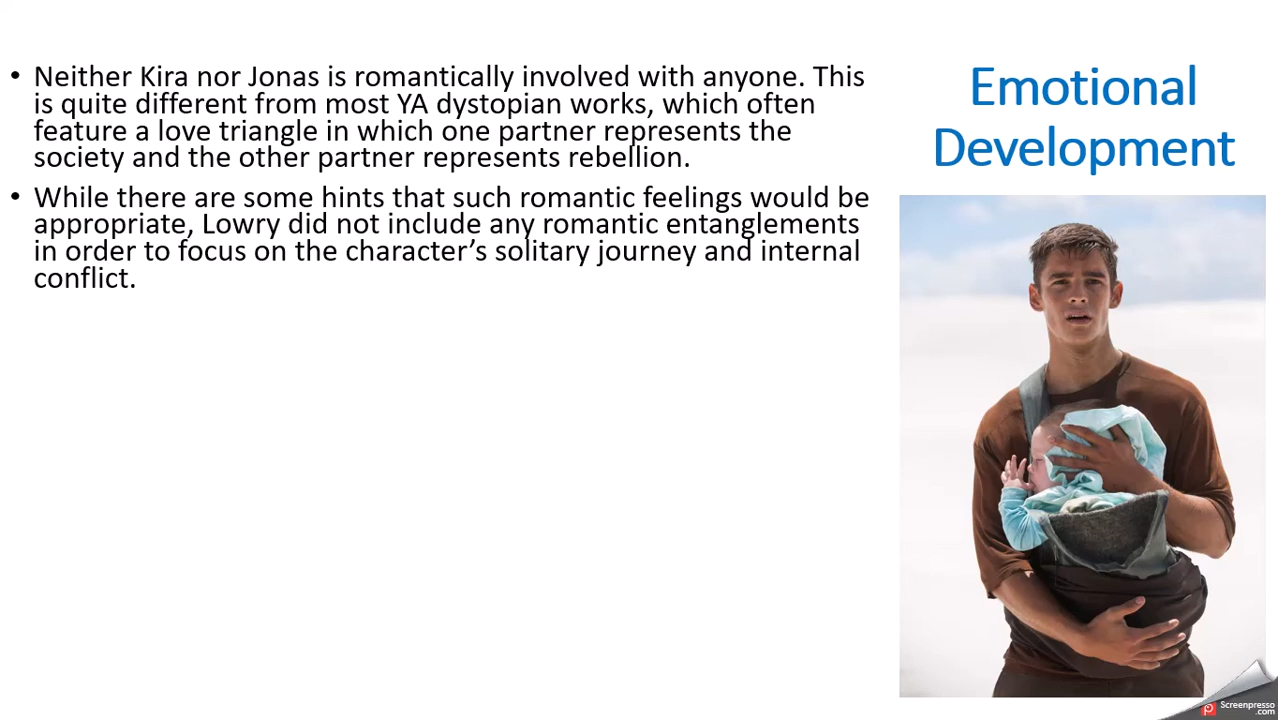 • Neither Kira nor Jonas is romantically involved with anyone. This
is quite different from most YA dystopian works, which often
feature a love triangle in which one partner represents the
society and the other partner represents rebellion.
• While there are some hints that such romantic feelings would be
appropriate, Lowry did not include any romantic entanglements
in order to focus on the character’s solitary journey and internal
conflict.
Emotional
Development
Screenpresso
.com